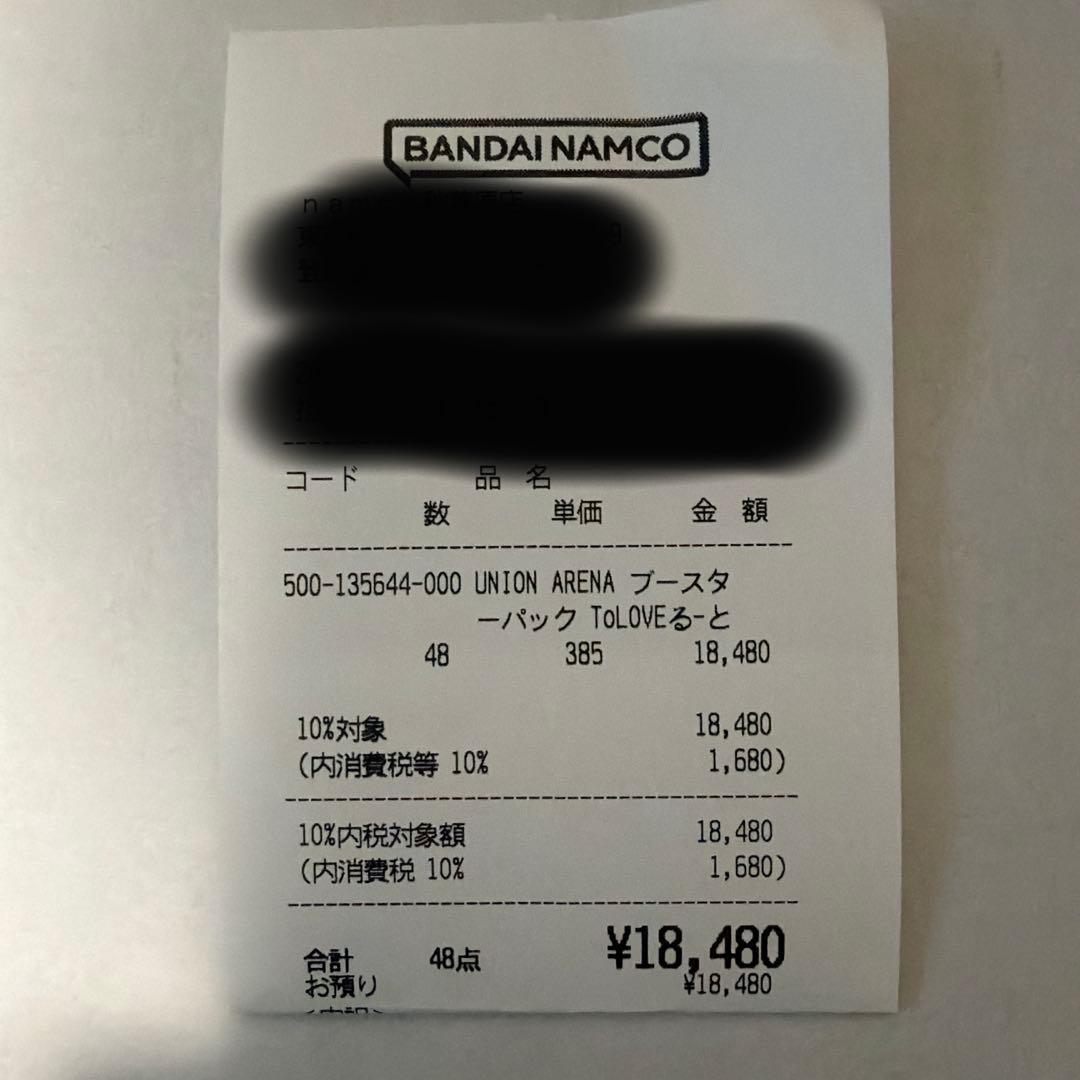 BANDAI NAMCO
コード 品 名
数 単価 金 額
500-135644-000 UNION ARENA ブースタ
ーパック ToLOVEる-と
48 385 18,480
10%対象 18,480
(内消費税等 10% 1,680)
10%内税対象額 18,480
(内消費税 10% 1,680)
合計 48点 ¥18,480
お預り ¥18,480